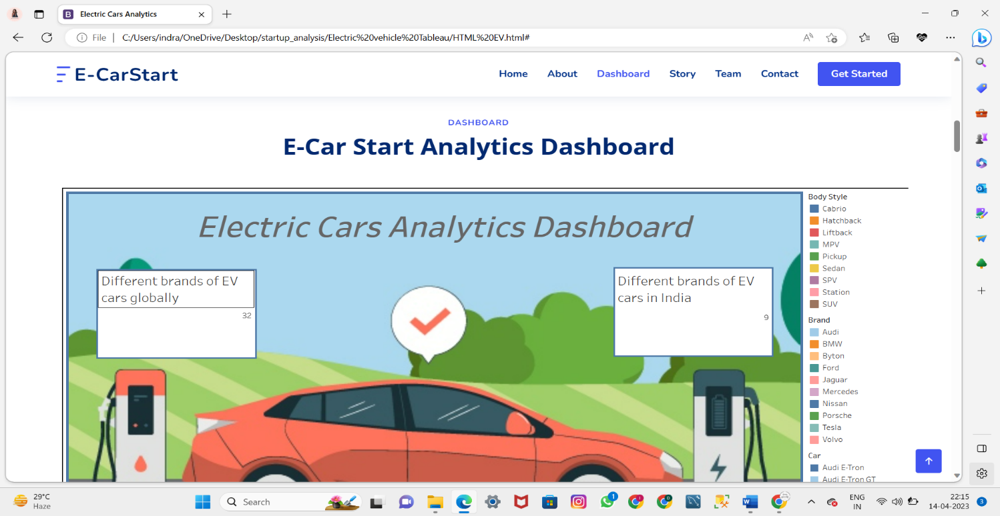 Electric Cars Analytics
File
C:/Users/indra/OneDrive/Desktop/startup_analysis/Electric%20vehicle%20Tableau/HTML%20EV.html#
E-CarStart
Home
About
Dashboard
Story
Team
Contact
Get Started
DASHBOARD
E-Car Start Analytics Dashboard
Electric Cars Analytics Dashboard
Different brands of EV
cars globally
32
Different brands of EV
cars in India
9
Body Style
Cabrio
Hatchback
Liftback
MPV
Pickup
Sedan
SPV
Station
SUV
Brand
Audi
BMW
Byton
Ford
Jaguar
Mercedes
Nissan
Porsche
Tesla
Volvo
Car
Audi E-Tron
Audi E-Tron GT
29°C
Haze
Search
1
ENG
IN
22:15
14-04-2023
3